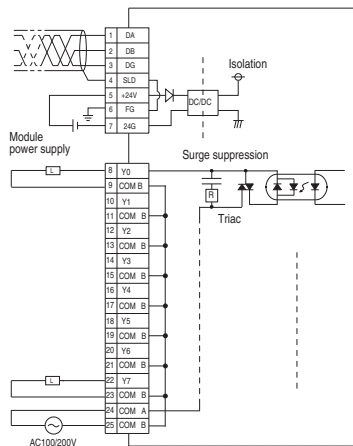 1 DA
2 DB
3 DG
4 SLD
5 +24V
6 FG
7 24G
Isolation
DC/DC
Module
power supply
Surge suppression
R
Triac
L
8 Y0
9 COM B
10 Y1
11 COM B
12 Y2
13 COM B
14 Y3
15 COM B
16 Y4
17 COM B
18 Y5
19 COM B
20 Y6
21 COM B
L
22 Y7
23 COM B
24 COM A
25 COM B
AC100/200V